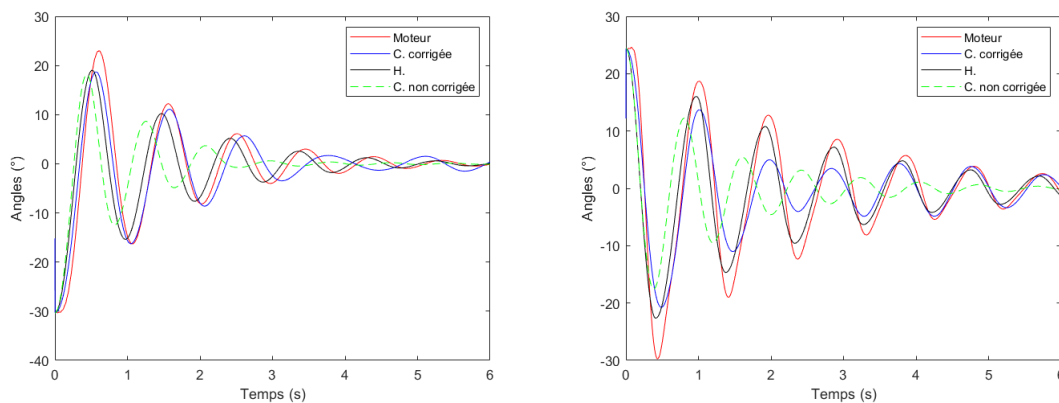 30
20
10
0
-10
-20
-30
-40
Angles (°)
0 1 2 3 4 5 6
Temps (s)
Moteur
C. corrigée
H.
C. non corrigée
30
20
10
0
-10
-20
-30
Angles (°)
0 1 2 3 4 5 6
Temps (s)
Moteur
C. corrigée
H.
C. non corrigée